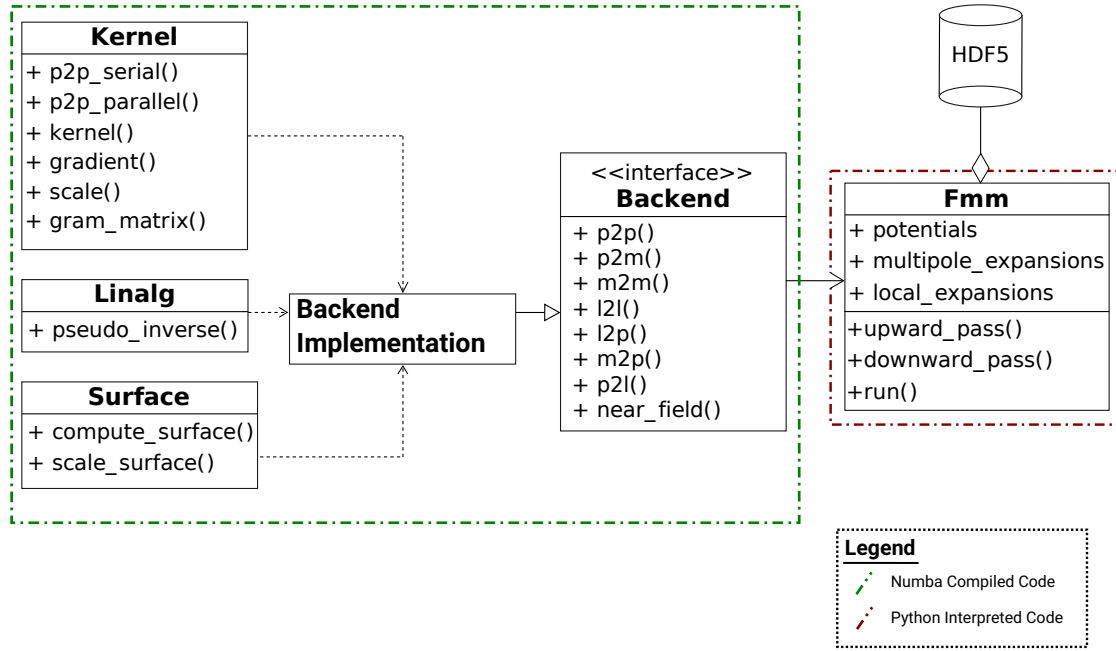 Kernel
+ p2p_serial()
+ p2p_parallel()
+ kernel()
+ gradient()
+ scale()
+ gram_matrix()
Linalg
+ pseudo_inverse()
Surface
+ compute_surface()
+ scale_surface()
Backend
Implementation
<<interface>>
Backend
+ p2p()
+ p2m()
+ m2m()
+ l2l()
+ l2p()
+ m2p()
+ p2l()
+ near_field()
HDF5
Fmm
+ potentials
+ multipole_expansions
+ local_expansions
+upward_pass()
+downward_pass()
+run()
Legend
Numba Compiled Code
Python Interpreted Code